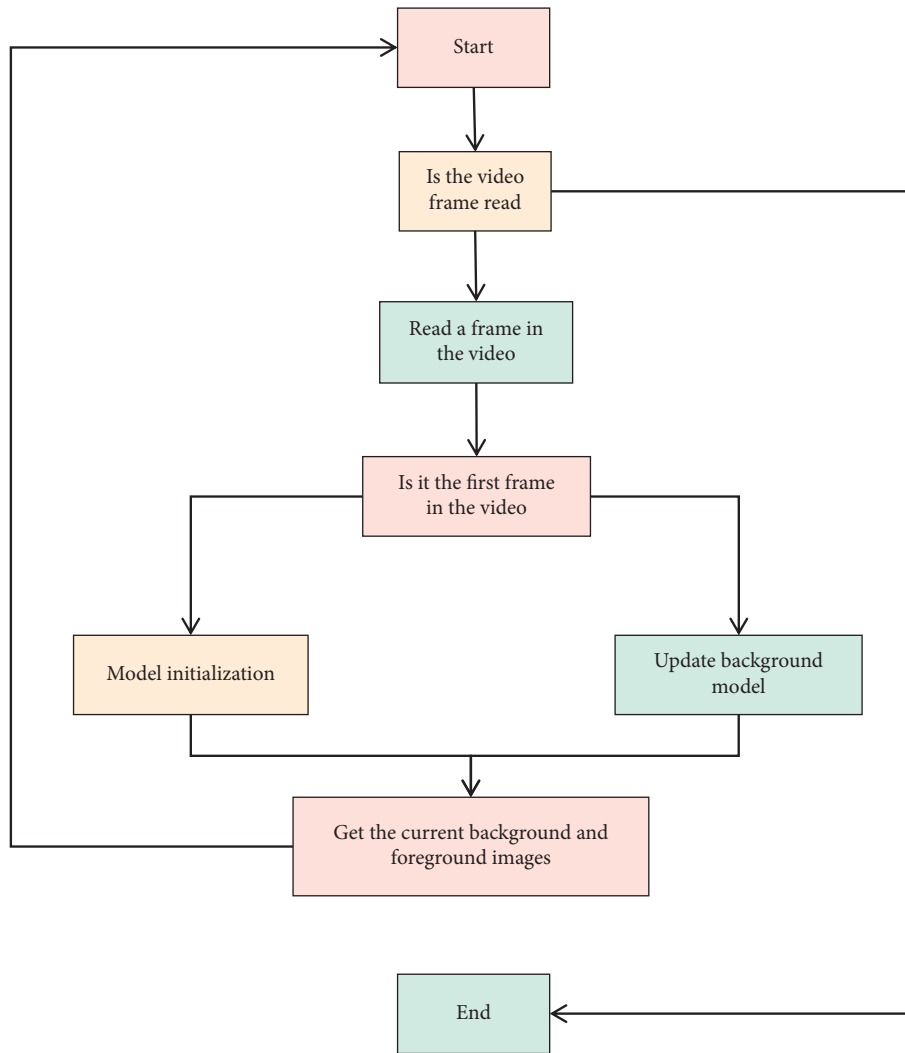 Start
Is the video
frame read
Read a frame in
the video
Is it the first frame
in the video
Model initialization
Update background
model
Get the current background and
foreground images
End